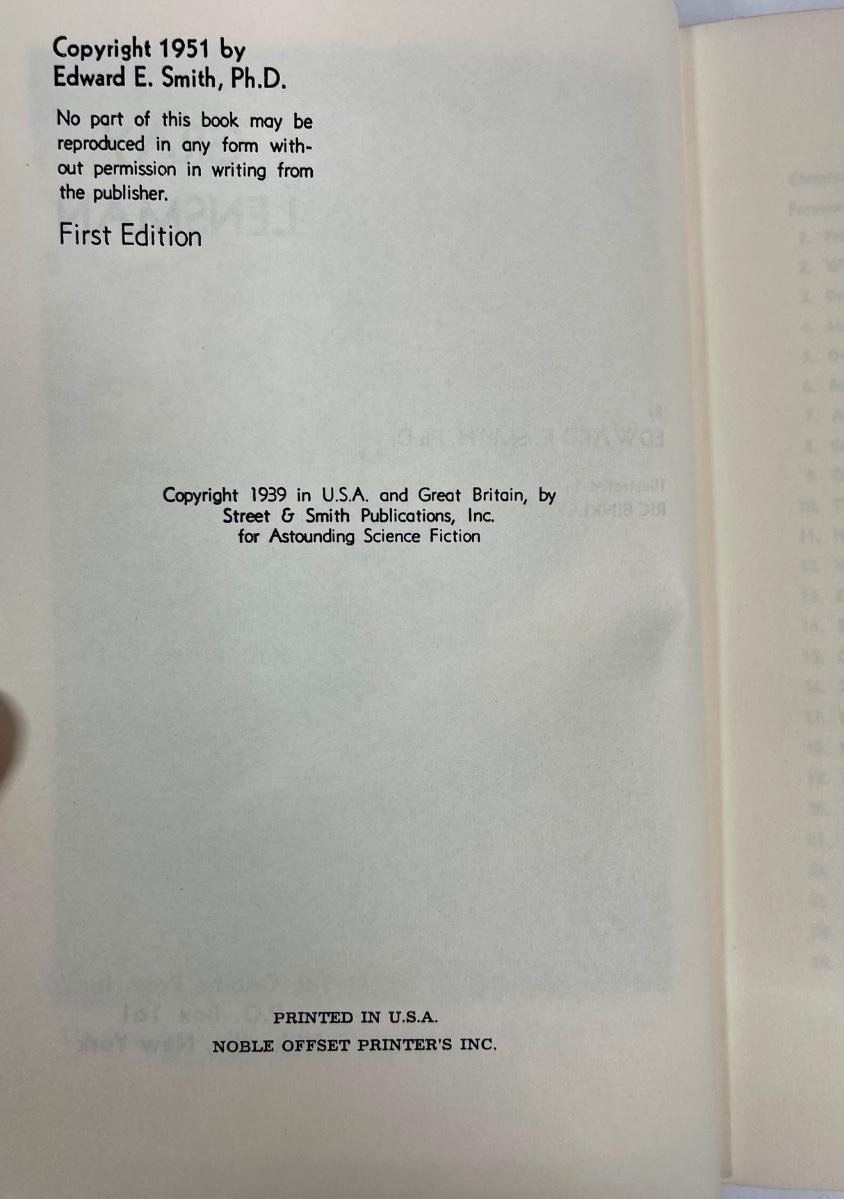 Copyright 1951 by
Edward E. Smith, Ph.D.
No part of this book may be
reproduced in any form with-
out permission in writing from
the publisher.
First Edition
Copyright 1939 in U.S.A. and Great Britain, by
Street & Smith Publications, Inc.
for Astounding Science Fiction
PRINTED IN U.S.A.
NOBLE OFFSET PRINTER'S INC.